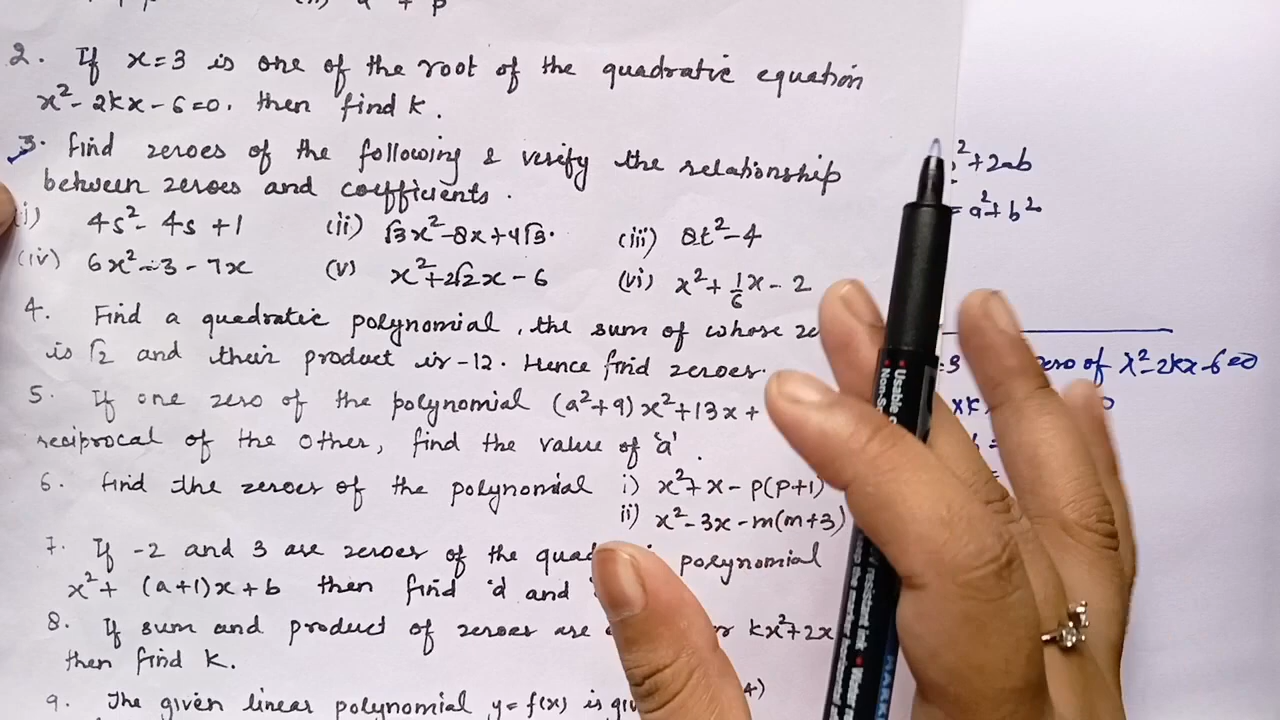 2. If x=3 is one of the root of the quadratic equation
x²-2kx-6=0. then find k.
3. Find zeroes of the following & verify the relationship
between zeroes and coefficients.
(i) 4s²-4s+1 (ii) √3x²-8x+4√3. (iii) 8t²-4
(iv) 6x²-3-7x (v) x²+2√2x-6 (vi) x²+1/6x-2
4. Find a quadratic polynomial, the sum of whose
is √2 and their product is -12. Hence find zeroes.
5. If one zero of the polynomial (a²+9)x²+13x+
reciprocal of the other, find the value of 'a'.
6. Find the zeroes of the polynomial i) x²+x-p(p+1)
ii) x²-3x-m(m+3)
7. If -2 and 3 are zeroes of the polynomial
x²+(a+1)x+b then find 'a' and
8. If sum and product of zeroes are kx²+2x
then find k.
9. The given linear polynomial y=f(x) is
²+2ab
= a²+b²
zero of x²-2kx-6=0
Usable